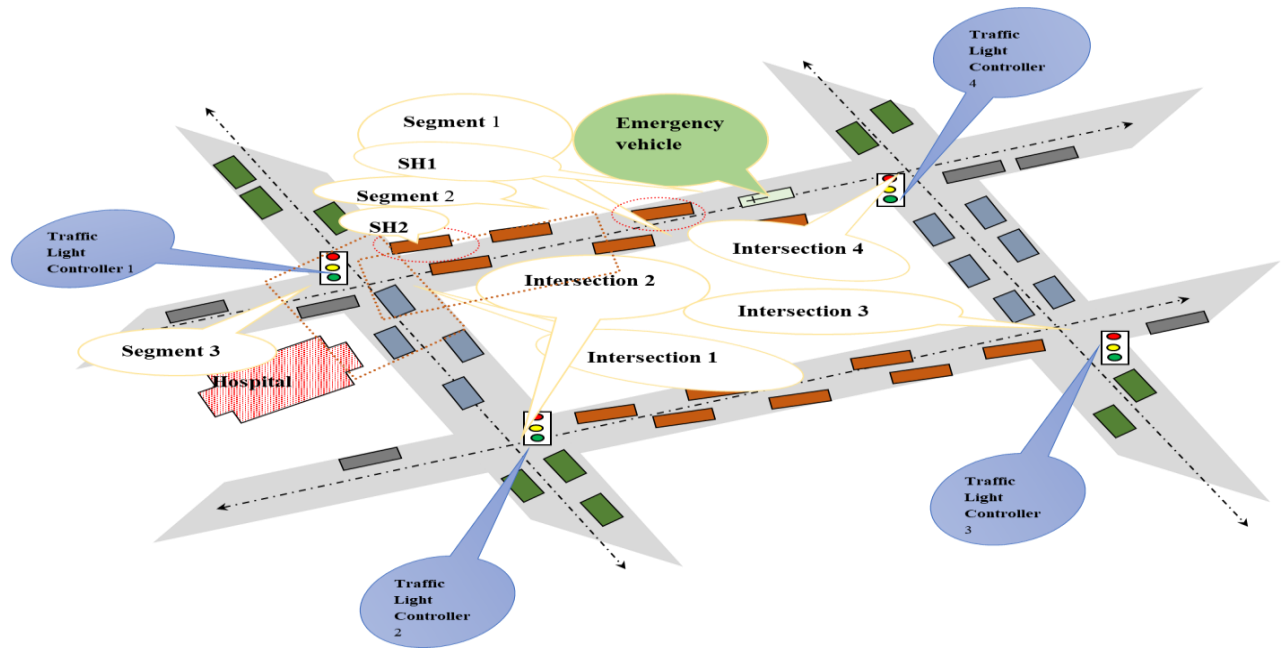 Traffic
Light
Controller
4
Segment 1
Emergency
vehicle
SH1
Segment 2
SH2
Traffic
Light
Controller 1
Intersection 4
Intersection 2
Intersection 3
Segment 3
Intersection 1
Hospital
Traffic
Light
Controller
3
Traffic
Light
Controller
2